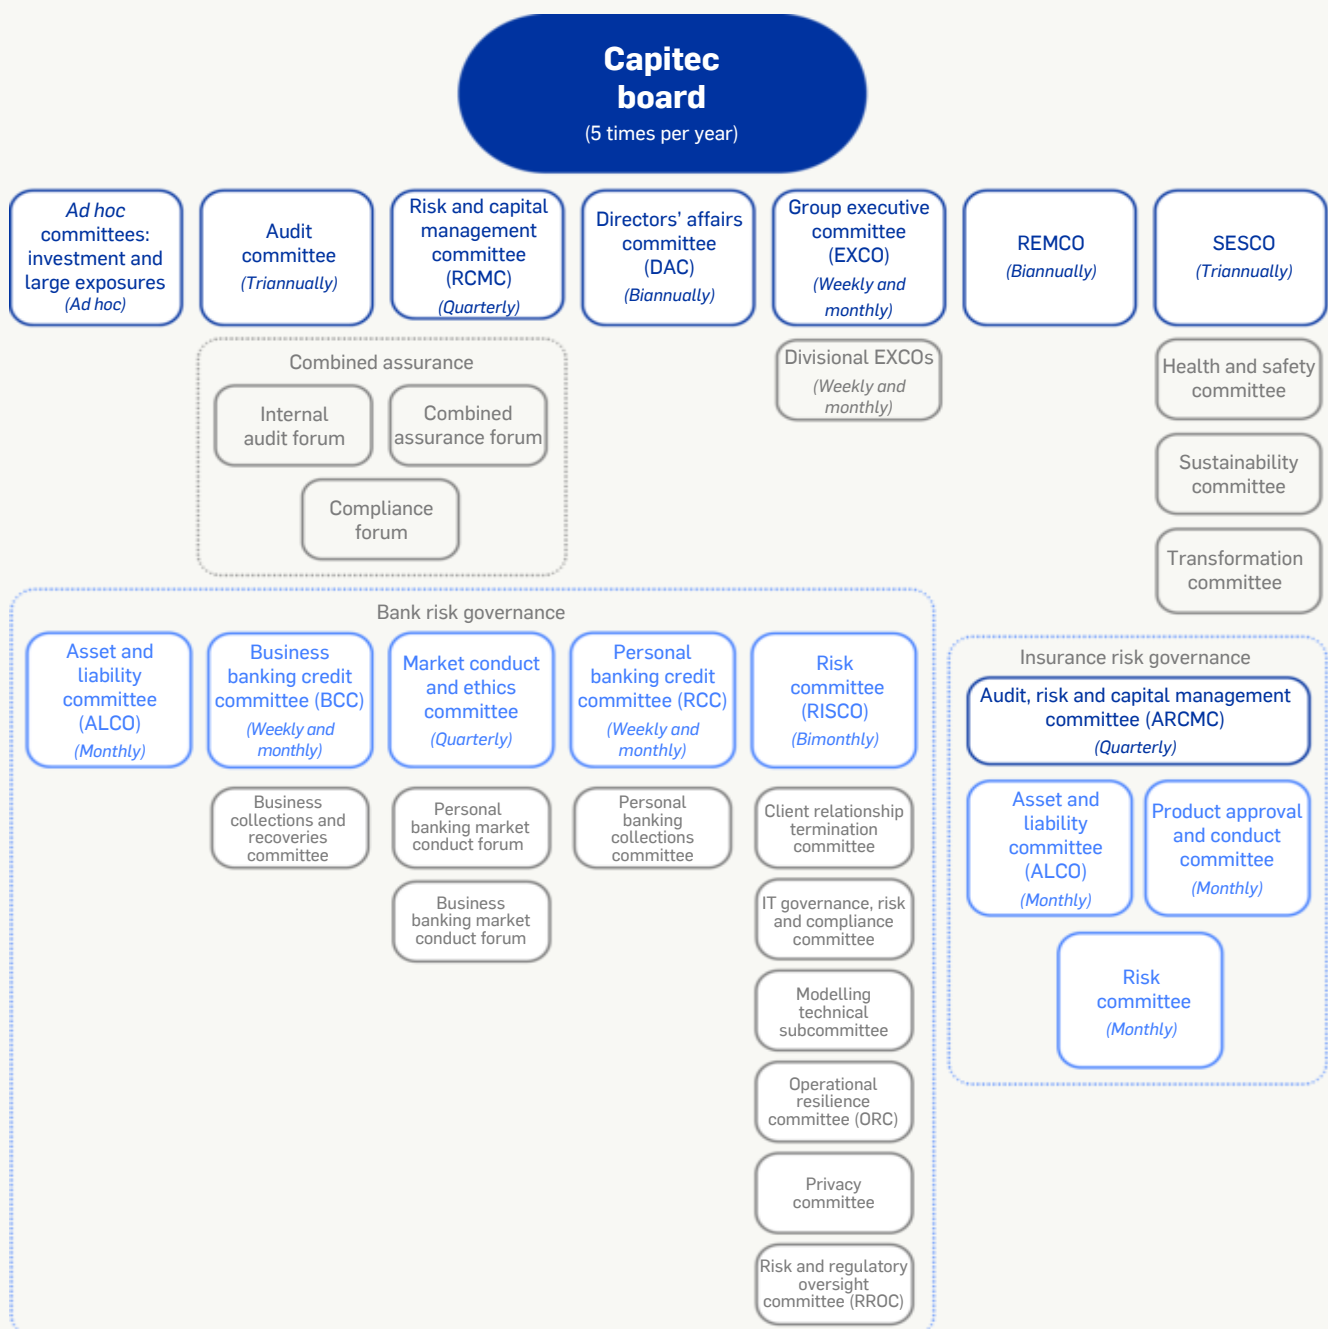 Capitec
board
(5 times per year)
Ad hoc
committees:
investment and
large exposures
(Ad hoc)
Audit
committee
(Triannually)
Risk and capital
management
committee
(RCMC)
(Quarterly)
Directors’ affairs
committee
(DAC)
(Biannually)
Group executive
committee
(EXCO)
(Weekly and
monthly)
REMCO
(Biannually)
SESCO
(Triannually)
Combined assurance
Internal
audit forum
Combined
assurance forum
Compliance
forum
Divisional EXCOs
(Weekly and
monthly)
Health and safety
committee
Sustainability
committee
Transformation
committee
Bank risk governance
Asset and
liability
committee
(ALCO)
(Monthly)
Business
banking credit
committee (BCC)
(Weekly and
monthly)
Market conduct
and ethics
committee
(Quarterly)
Personal
banking credit
committee (RCC)
(Weekly and
monthly)
Risk
committee
(RISCO)
(Bimonthly)
Business
collections and
recoveries
committee
Personal
banking market
conduct forum
Business
banking market
conduct forum
Personal
banking
collections
committee
Client relationship
termination
committee
IT governance, risk
and compliance
committee
Modelling
technical
subcommittee
Operational
resilience
committee (ORC)
Privacy
committee
Risk and regulatory
oversight
committee (RROC)
Insurance risk governance
Audit, risk and capital management
committee (ARCMC)
(Quarterly)
Asset and
liability
committee
(ALCO)
(Monthly)
Product approval
and conduct
committee
(Monthly)
Risk
committee
(Monthly)